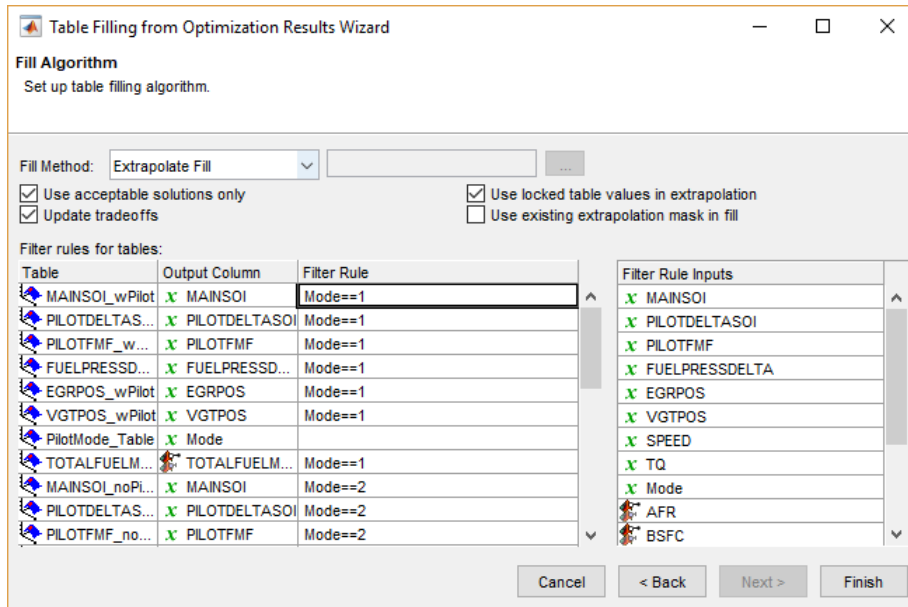 Table Filling from Optimization Results Wizard
Fill Algorithm
Set up table filling algorithm.
Fill Method: Extrapolate Fill ...
Use acceptable solutions only Use locked table values in extrapolation
Update tradeoffs Use existing extrapolation mask in fill
Filter rules for tables:
Table Output Column Filter Rule Filter Rule Inputs
MAINSOI_wPilot x MAINSOI Mode==1 x MAINSOI
PILOTDELTAS... x PILOTDELTASOI Mode==1 x PILOTDELTASOI
PILOTFMF_w... x PILOTFMF Mode==1 x PILOTFMF
FUELPRESSD... x FUELPRESSD... Mode==1 x FUELPRESSDELTA
EGRPOS_wPilot x EGRPOS Mode==1 x EGRPOS
VGTPOS_wPilot x VGTPOS Mode==1 x VGTPOS
PilotMode_Table x Mode x SPEED
TOTALFUELM... TOTALFUELM... Mode==1 x TQ
MAINSOI_noPi... x MAINSOI Mode==2 x Mode
PILOTDELTAS... x PILOTDELTASOI Mode==2 AFR
PILOTFMF_no... x PILOTFMF Mode==2 BSFC
Cancel < Back Next > Finish